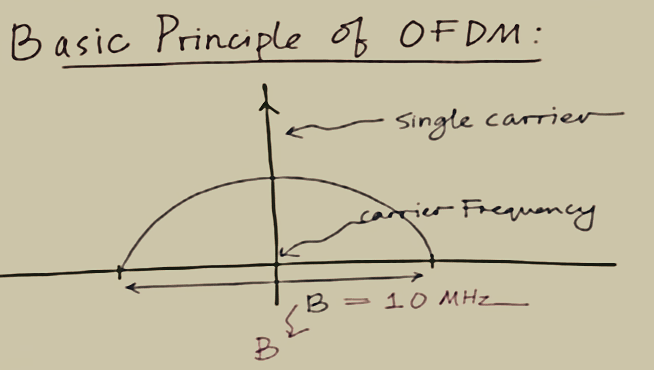 Basic Principle of OFDM:
single carrier
carrier Frequency
B = 10 MHz
B